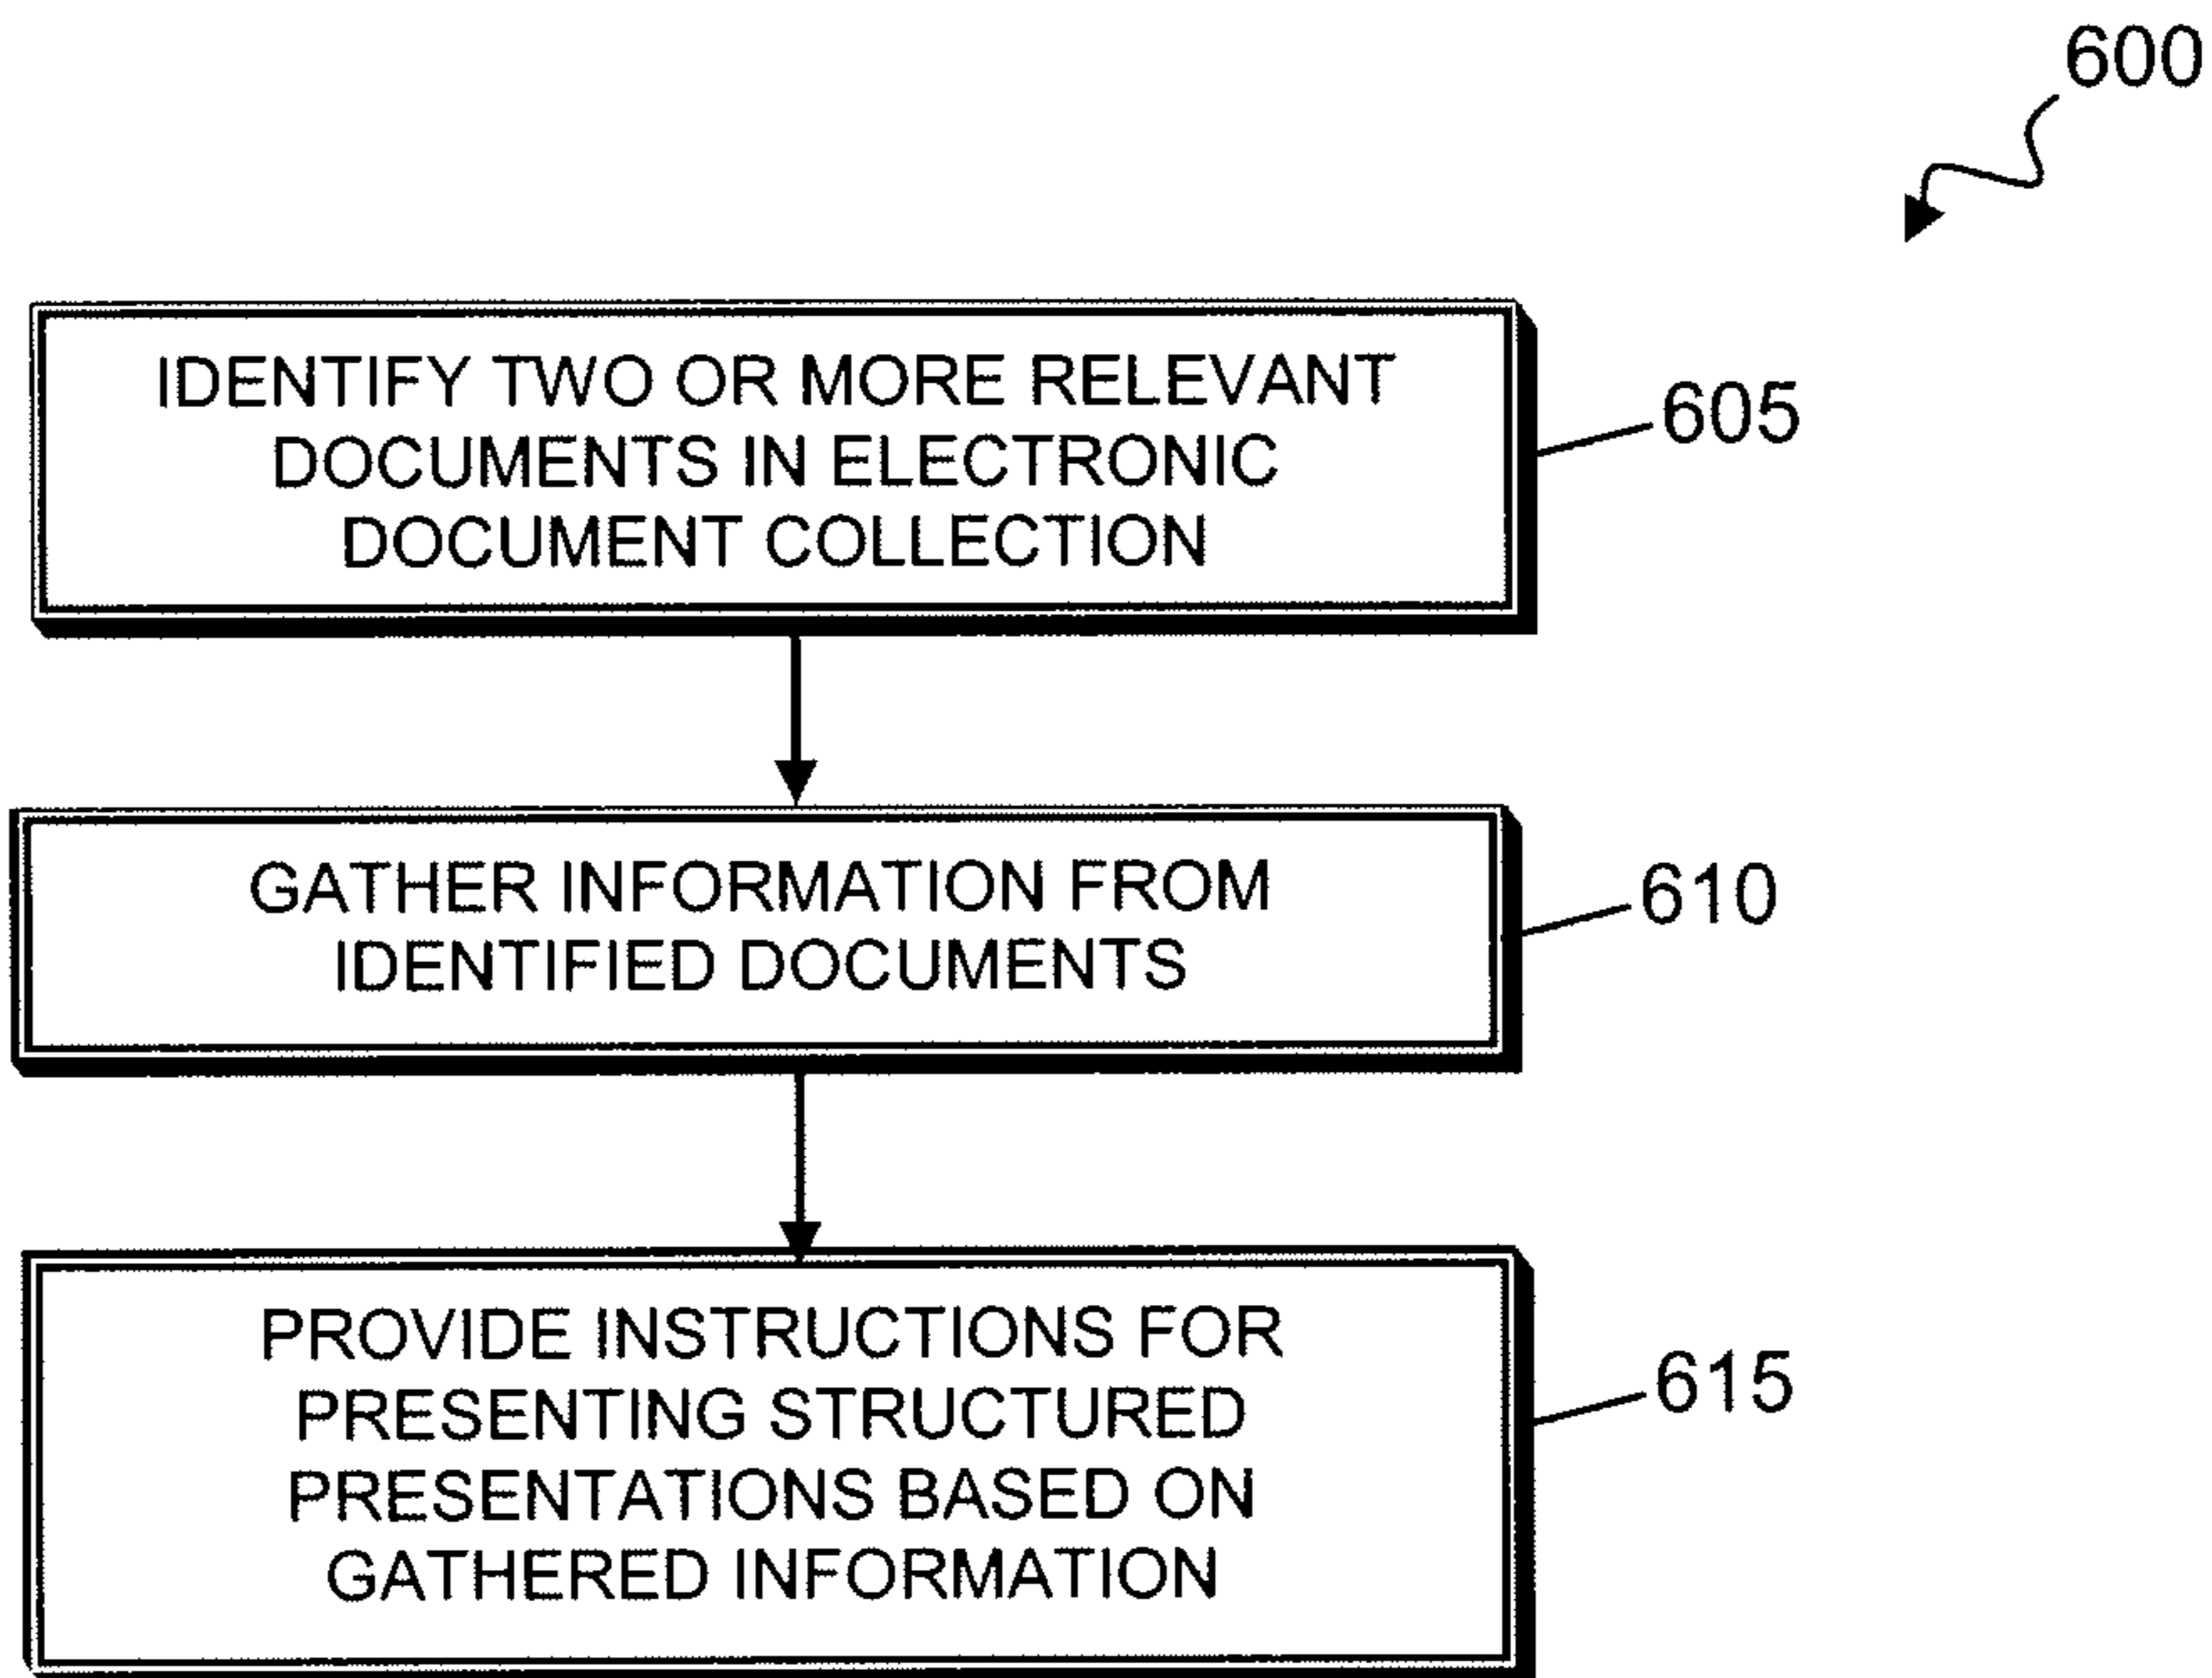 600
IDENTIFY TWO OR MORE RELEVANT
DOCUMENTS IN ELECTRONIC
DOCUMENT COLLECTION
605
GATHER INFORMATION FROM
IDENTIFIED DOCUMENTS
610
PROVIDE INSTRUCTIONS FOR
PRESENTING STRUCTURED
PRESENTATIONS BASED ON
GATHERED INFORMATION
615